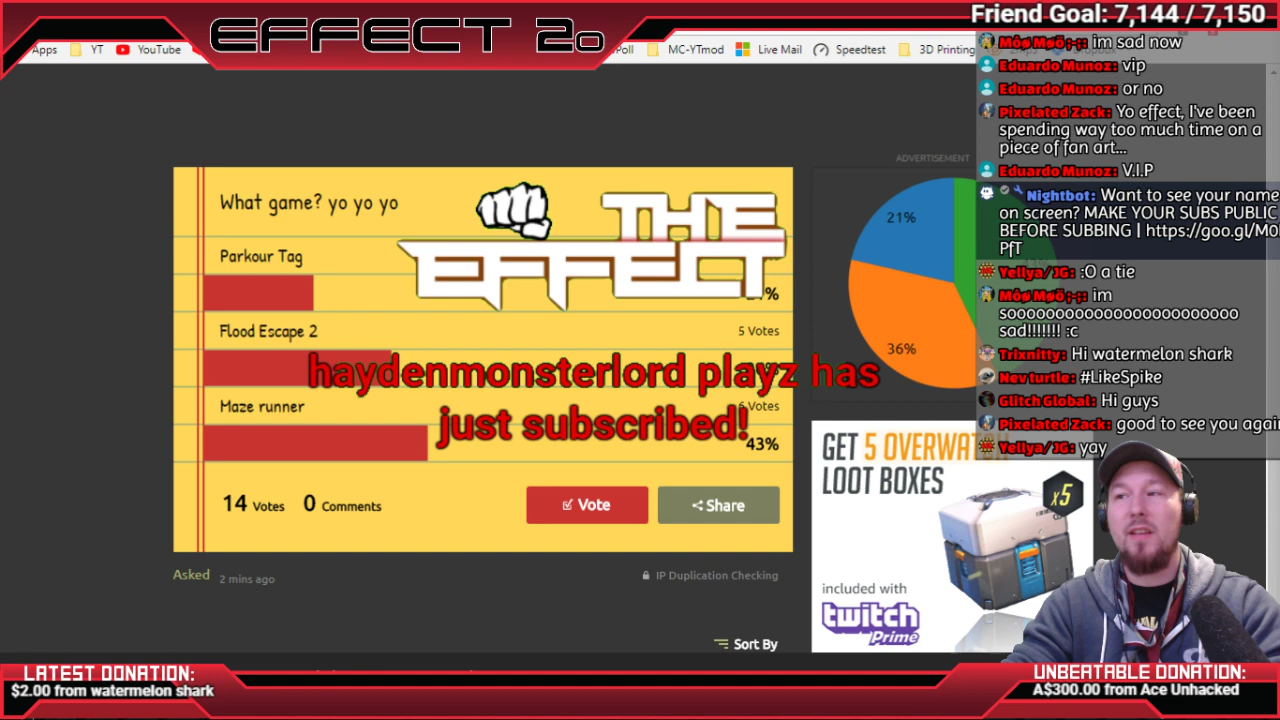 EFFECT 2o
Friend Goal: 7,144 / 7,150
Apps
YT
YouTube
Poll
MC-YTmod
Live Mail
Speedtest
3D Printing
What game? yo yo yo
THE
EFFECT
Parkour Tag
Flood Escape 2
5 Votes
haydenmonsterlord playz has
just subscribed!
Maze runner
Votes
43%
14 Votes
0 Comments
Vote
Share
Asked
2 mins ago
IP Duplication Checking
Sort By
ADVERTISEMENT
21%
36%
GET 5 OVERWAT
LOOT BOXES
x5
included with
twitch
Prime
Møø Møö ;-;: im sad now
Eduardo Munoz: vip
Eduardo Munoz: or no
Pixelated Zack: Yo effect, I've been
spending way too much time on a
piece of fan art...
Eduardo Munoz: V.I.P
Nightbot: Want to see your name
on screen? MAKE YOUR SUBS PUBLIC
BEFORE SUBBING | https://goo.gl/M0
PfT
Yellya/JG: :O a tie
Møø Møö ;-;: im
sooooooooooooooooooooooooo
sad!!!!!!! :c
Trixnitty: Hi watermelon shark
Nev turtle: #LikeSpike
Glitch Global: Hi guys
Pixelated Zack: good to see you again
Yellya/JG: yay
LATEST DONATION:
$2.00 from watermelon shark
UNBEATABLE DONATION:
A$300.00 from Ace Unhacked